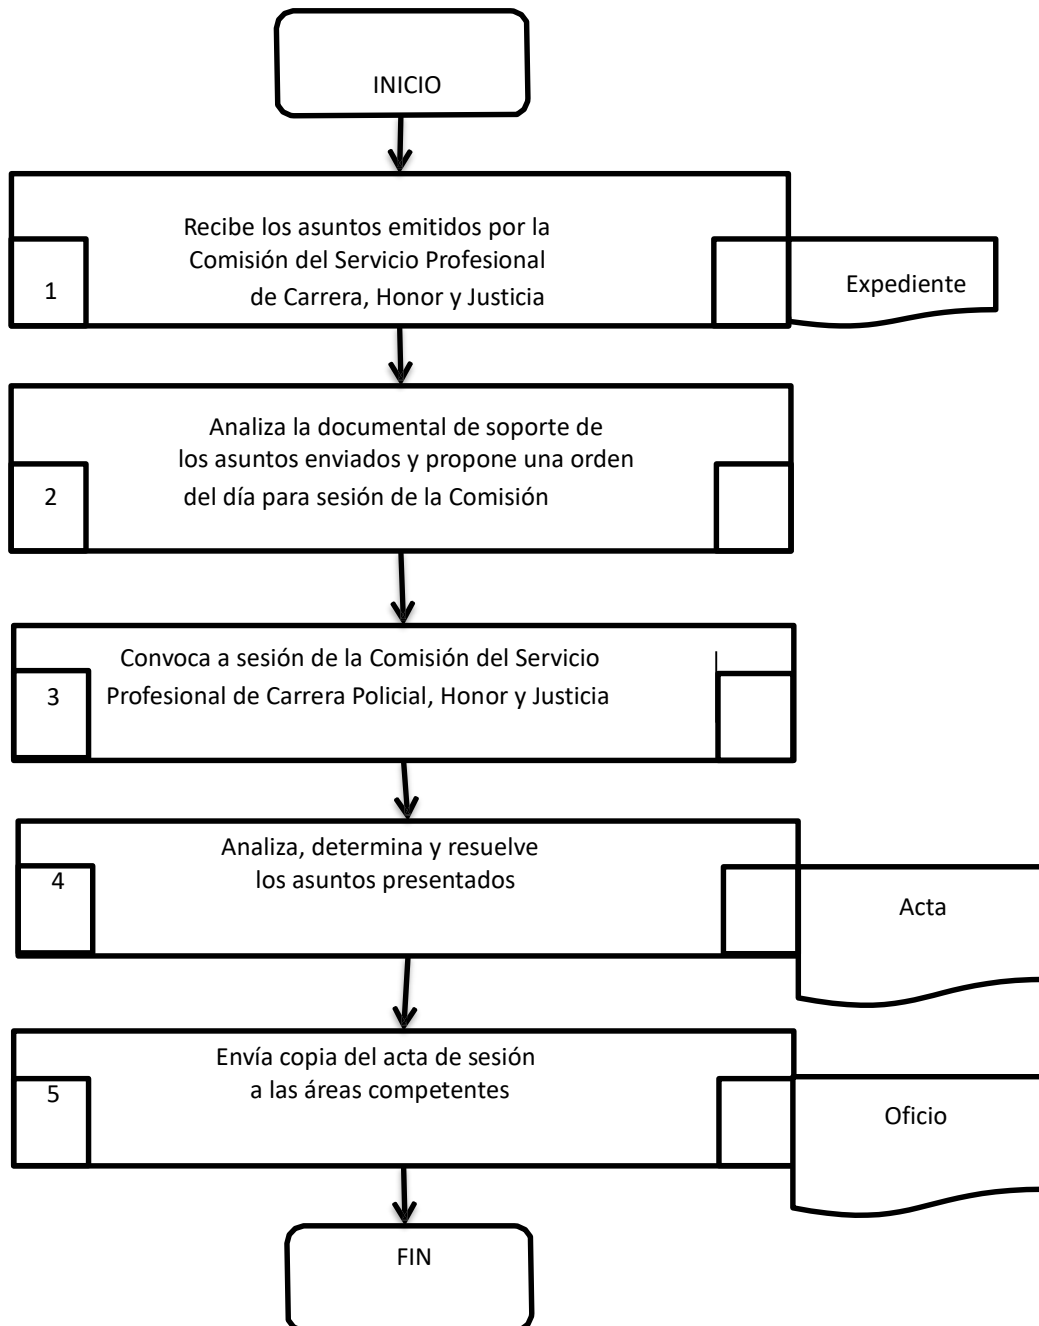 INICIO
Recibe los asuntos emitidos por la
Comisión del Servicio Profesional
de Carrera, Honor y Justicia
1
Expediente
Analiza la documental de soporte de
los asuntos enviados y propone una orden
del día para sesión de la Comisión
2
Convoca a sesión de la Comisión del Servicio
Profesional de Carrera Policial, Honor y Justicia
3
Analiza, determina y resuelve
los asuntos presentados
4
Acta
Envía copia del acta de sesión
a las áreas competentes
5
Oficio
FIN